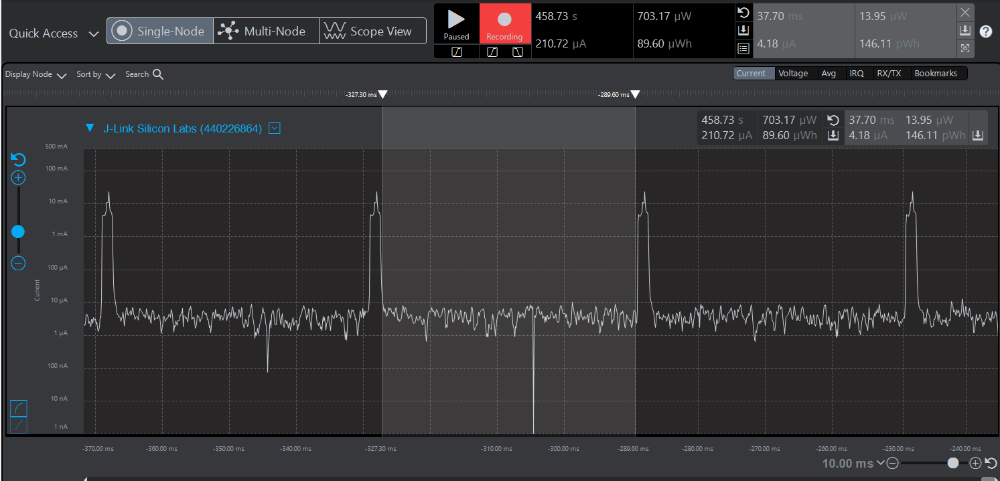 Quick Access
Single-Node
Multi-Node
Scope View
Paused
Recording
458.73 s
210.72 µA
703.17 µW
89.60 µWh
37.70 ms
4.18 µA
13.95 µW
146.11 pWh
?
Display Node
Sort by
Search
Current Voltage Avg IRQ RX/TX Bookmarks
-327.30 ms
-289.60 ms
J-Link Silicon Labs (440226864)
458.73 s 703.17 µW 37.70 ms 13.95 µW
210.72 µA 89.60 µWh 4.18 µA 146.11 pWh
500 mA
100 mA
10 mA
1 mA
100 µA
10 µA
1 µA
100 nA
10 nA
1 nA
Current
-370.00 ms -360.00 ms -350.00 ms -340.00 ms -327.30 ms -310.00 ms -300.00 ms -289.60 ms -280.00 ms -270.00 ms -260.00 ms -250.00 ms -240.00 ms
10.00 ms